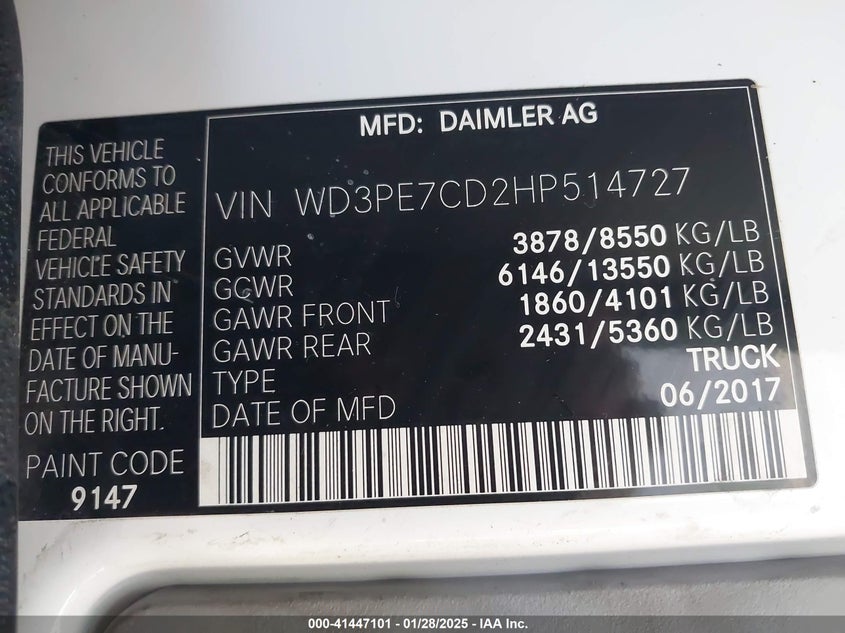 THIS VEHICLE
CONFORMS TO
ALL APPLICABLE
FEDERAL
VEHICLE SAFETY
STANDARDS IN
EFFECT ON THE
DATE OF MANU-
FACTURE SHOWN
ON THE RIGHT.
PAINT CODE
9147
MFD: DAIMLER AG
VIN WD3PE7CD2HP514727
GVWR 3878/8550 KG/LB
GCWR 6146/13550 KG/LB
GAWR FRONT 1860/4101 KG/LB
GAWR REAR 2431/5360 KG/LB
TYPE TRUCK
DATE OF MFD 06/2017
000-41447101 | 01/28/2025 | IAA, Inc.